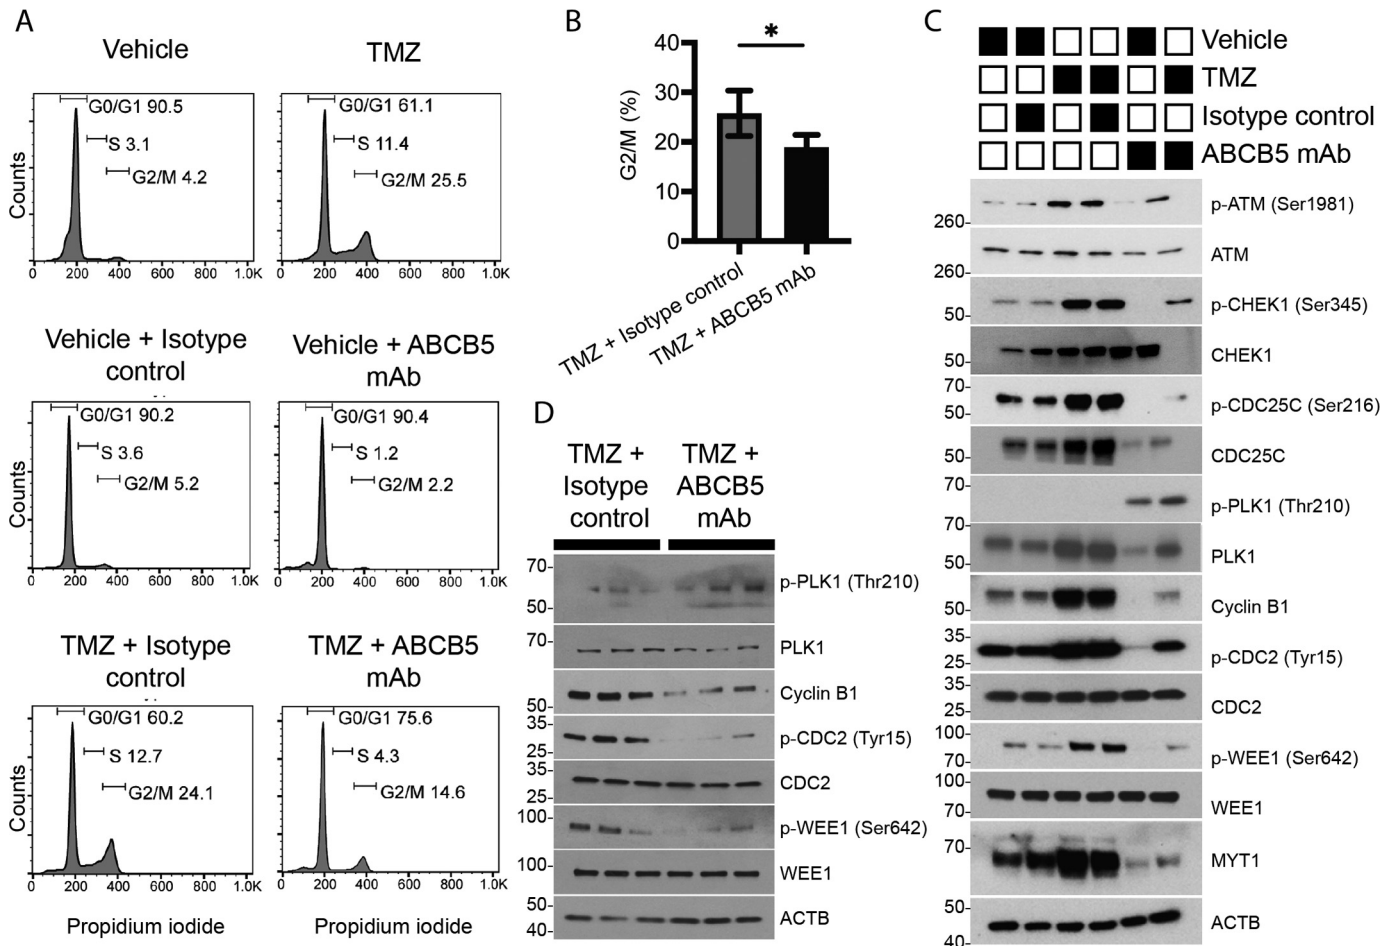 A
Vehicle
TMZ
Counts
G0/G1 90.5
S 3.1
G2/M 4.2
0 200 400 600 800 1.0K
G0/G1 61.1
S 11.4
G2/M 25.5
0 200 400 600 800 1.0K
Vehicle + Isotype
control
Vehicle + ABCB5
mAb
Counts
G0/G1 90.2
S 3.6
G2/M 5.2
0 200 400 600 800 1.0K
G0/G1 90.4
S 1.2
G2/M 2.2
0 200 400 600 800 1.0K
TMZ + Isotype
control
TMZ + ABCB5
mAb
Counts
G0/G1 60.2
S 12.7
G2/M 24.1
0 200 400 600 800 1.0K
G0/G1 75.6
S 4.3
G2/M 14.6
0 200 400 600 800 1.0K
Propidium iodide
Propidium iodide
B
*
G2/M (%)
40
30
20
10
0
TMZ + Isotype control
TMZ + ABCB5 mAb
C
Vehicle
TMZ
Isotype control
ABCB5 mAb
260- p-ATM (Ser1981)
260- ATM
50- p-CHEK1 (Ser345)
50- CHEK1
70-
50- p-CDC25C (Ser216)
50- CDC25C
70- p-PLK1 (Thr210)
70-
50- PLK1
50- Cyclin B1
35-
25- p-CDC2 (Tyr15)
35-
25- CDC2
100-
70- p-WEE1 (Ser642)
100-
70- WEE1
70- MYT1
50-
40- ACTB
D
TMZ +
Isotype
control
TMZ +
ABCB5
mAb
70-
50- p-PLK1 (Thr210)
70- PLK1
50- Cyclin B1
35-
25- p-CDC2 (Tyr15)
35-
25- CDC2
100- p-WEE1 (Ser642)
100- WEE1
50-
40- ACTB